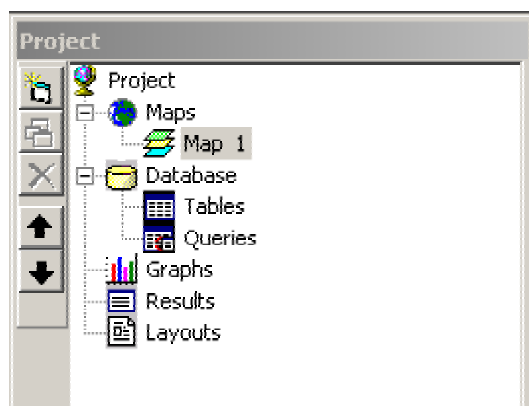 Project
Project
Maps
Map 1
Database
Tables
Queries
Graphs
Results
Layouts